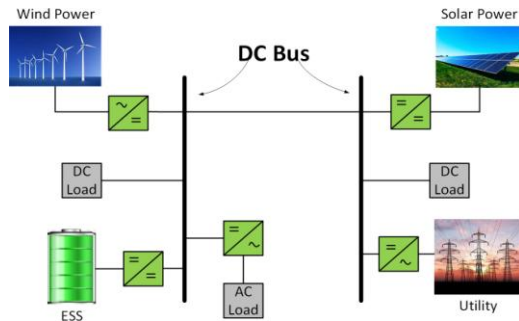 Wind Power
Solar Power
DC Bus
DC
Load
DC
Load
AC
Load
ESS
Utility